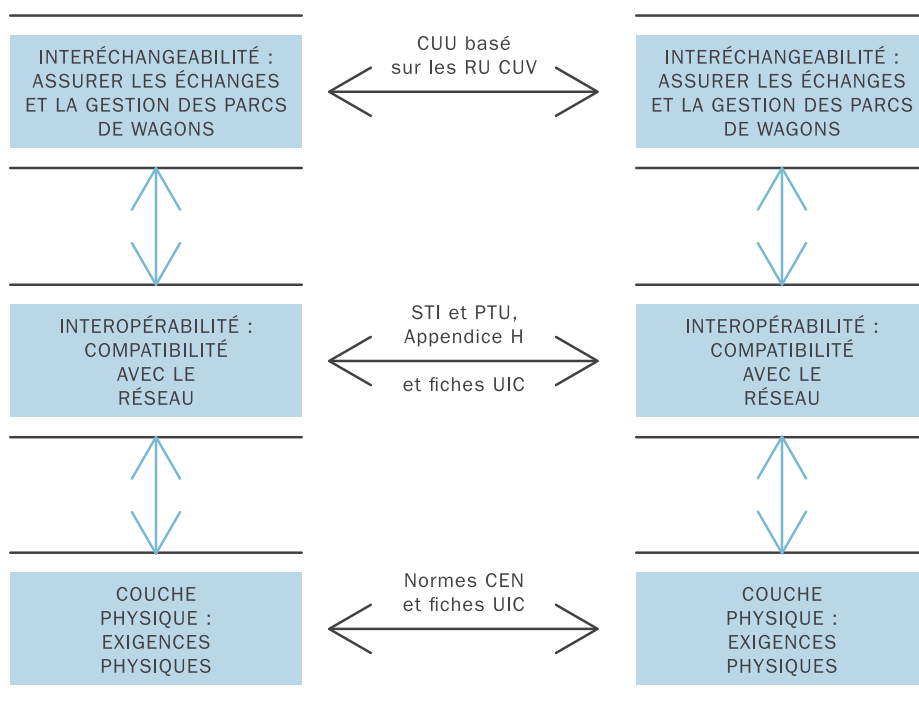 INTERÉCHANGEABILITÉ :
ASSURER LES ÉCHANGES
ET LA GESTION DES PARCS
DE WAGONS
CUU basé
sur les RU CUV
INTERÉCHANGEABILITÉ :
ASSURER LES ÉCHANGES
ET LA GESTION DES PARCS
DE WAGONS
INTEROPÉRABILITÉ :
COMPATIBILITÉ
AVEC LE
RÉSEAU
STI et PTU,
Appendice H
et fiches UIC
INTEROPÉRABILITÉ :
COMPATIBILITÉ
AVEC LE
RÉSEAU
COUCHE
PHYSIQUE :
EXIGENCES
PHYSIQUES
Normes CEN
et fiches UIC
COUCHE
PHYSIQUE :
EXIGENCES
PHYSIQUES